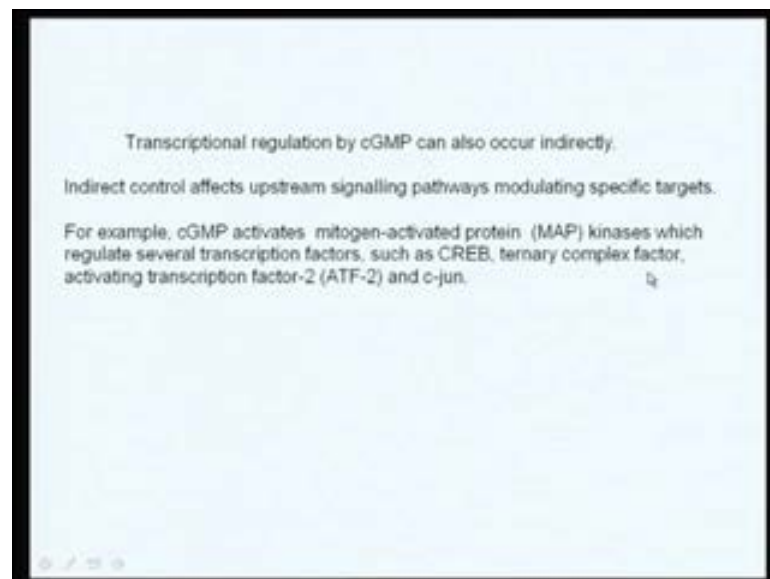 Transcriptional regulation by cGMP can also occur indirectly.
Indirect control affects upstream signalling pathways modulating specific targets.
For example, cGMP activates mitogen-activated protein (MAP) kinases which
regulate several transcription factors, such as CREB, ternary complex factor,
activating transcription factor-2 (ATF-2) and c-jun.